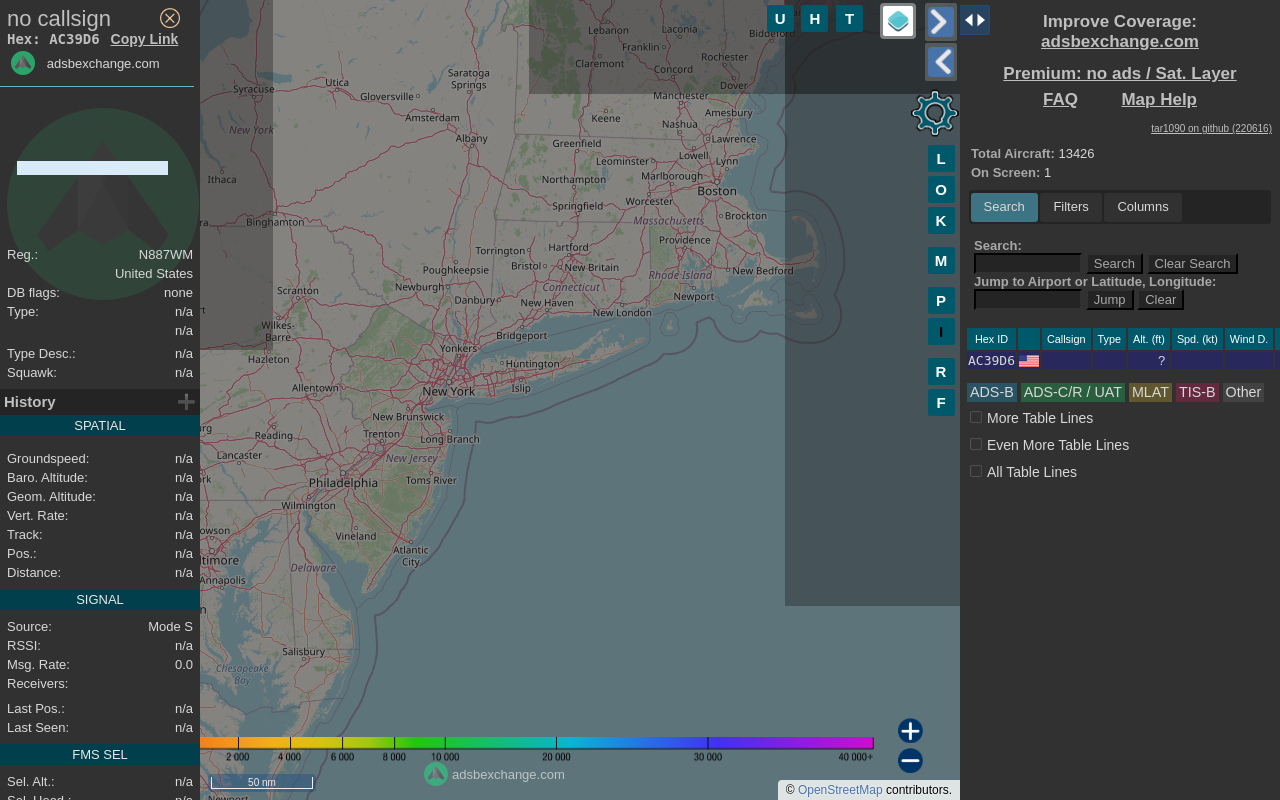 no callsign
Hex: AC39D6 Copy Link
adsbexchange.com
Reg.: N887WM
United States
DB flags: none
Type: n/a
n/a
Type Desc.: n/a
Squawk: n/a
History
SPATIAL
Groundspeed: n/a
Baro. Altitude: n/a
Geom. Altitude: n/a
Vert. Rate: n/a
Track: n/a
Pos.: n/a
Distance: n/a
SIGNAL
Source: Mode S
RSSI: n/a
Msg. Rate: 0.0
Receivers:
Last Pos.: n/a
Last Seen: n/a
FMS SEL
Sel. Alt.: n/a
U H T
L
O
K
M
P
I
R
F
Lebanon
Laconia
Franklin
Rochester
Claremont
Concord
Dover
Saratoga
Springs
Utica
Syracuse
Gloversville
Manchester
Amesbury
Amsterdam
Keene
Nashua
New York
Albany
Greenfield
Lawrence
Lowell
Leominster
Lynn
Ithaca
Northampton
Marlborough
Boston
Springfield
Worcester
Binghamton
Massachusetts
Brockton
Providence
Torrington
Hartford
Poughkeepsie
Bristol
New Britain
New Bedford
Rhode Island
Scranton
Newburgh
Connecticut
Danbury
New Haven
Newport
New London
Wilkes-
Barre
Bridgeport
Yonkers
Hazleton
Huntington
Allentown
New York
Islip
New Brunswick
Reading
Trenton
Long Branch
Lancaster
New Jersey
Philadelphia
Toms River
Wilmington
Vineland
Atlantic
City
Annapolis
Delaware
Salisbury
Chesapeake
Bay
2 000 4 000 6 000 8 000 10 000 20 000 30 000 40 000+
adsbexchange.com
50 nm
© OpenStreetMap contributors.
Improve Coverage:
adsbexchange.com
Premium: no ads / Sat. Layer
FAQ Map Help
tar1090 on github (220616)
Total Aircraft: 13426
On Screen: 1
Search Filters Columns
Search:
Search Clear Search
Jump to Airport or Latitude, Longitude:
Jump Clear
Hex ID Callsign Type Alt. (ft) Spd. (kt) Wind D.
AC39D6 ?
ADS-B ADS-C/R / UAT MLAT TIS-B Other
More Table Lines
Even More Table Lines
All Table Lines